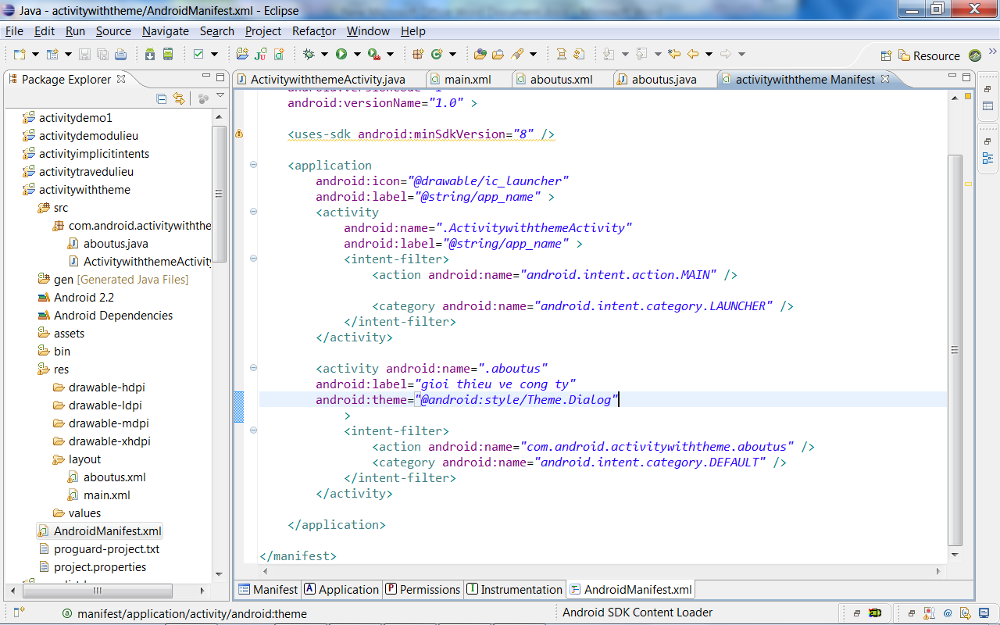 Java - activitywiththeme/AndroidManifest.xml - Eclipse
File Edit Run Source Navigate Search Project Refactor Window Help
Resource
Package Explorer
ActivitywiththemeActivity.java main.xml aboutus.xml aboutus.java activitywiththeme Manifest
activitydemo1
activitydemodulieu
activityimplicitintents
activitytravedulieu
activitywiththeme
src
com.android.activitywiththe
aboutus.java
ActivitywiththemeActivity
gen [Generated Java Files]
Android 2.2
Android Dependencies
assets
bin
res
drawable-hdpi
drawable-ldpi
drawable-mdpi
drawable-xhdpi
layout
aboutus.xml
main.xml
values
AndroidManifest.xml
proguard-project.txt
project.properties
android:versionCode="1"
android:versionName="1.0" >
<uses-sdk android:minSdkVersion="8" />
<application
android:icon="@drawable/ic_launcher"
android:label="@string/app_name" >
<activity
android:name=".ActivitywiththemeActivity"
android:label="@string/app_name" >
<intent-filter>
<action android:name="android.intent.action.MAIN" />
<category android:name="android.intent.category.LAUNCHER" />
</intent-filter>
</activity>
<activity android:name=".aboutus"
android:label="gioi thieu ve cong ty"
android:theme="@android:style/Theme.Dialog"
>
<intent-filter>
<action android:name="com.android.activitywiththeme.aboutus" />
<category android:name="android.intent.category.DEFAULT" />
</intent-filter>
</activity>
</application>
</manifest>
Manifest Application Permissions Instrumentation AndroidManifest.xml
manifest/application/activity/android:theme
Android SDK Content Loader